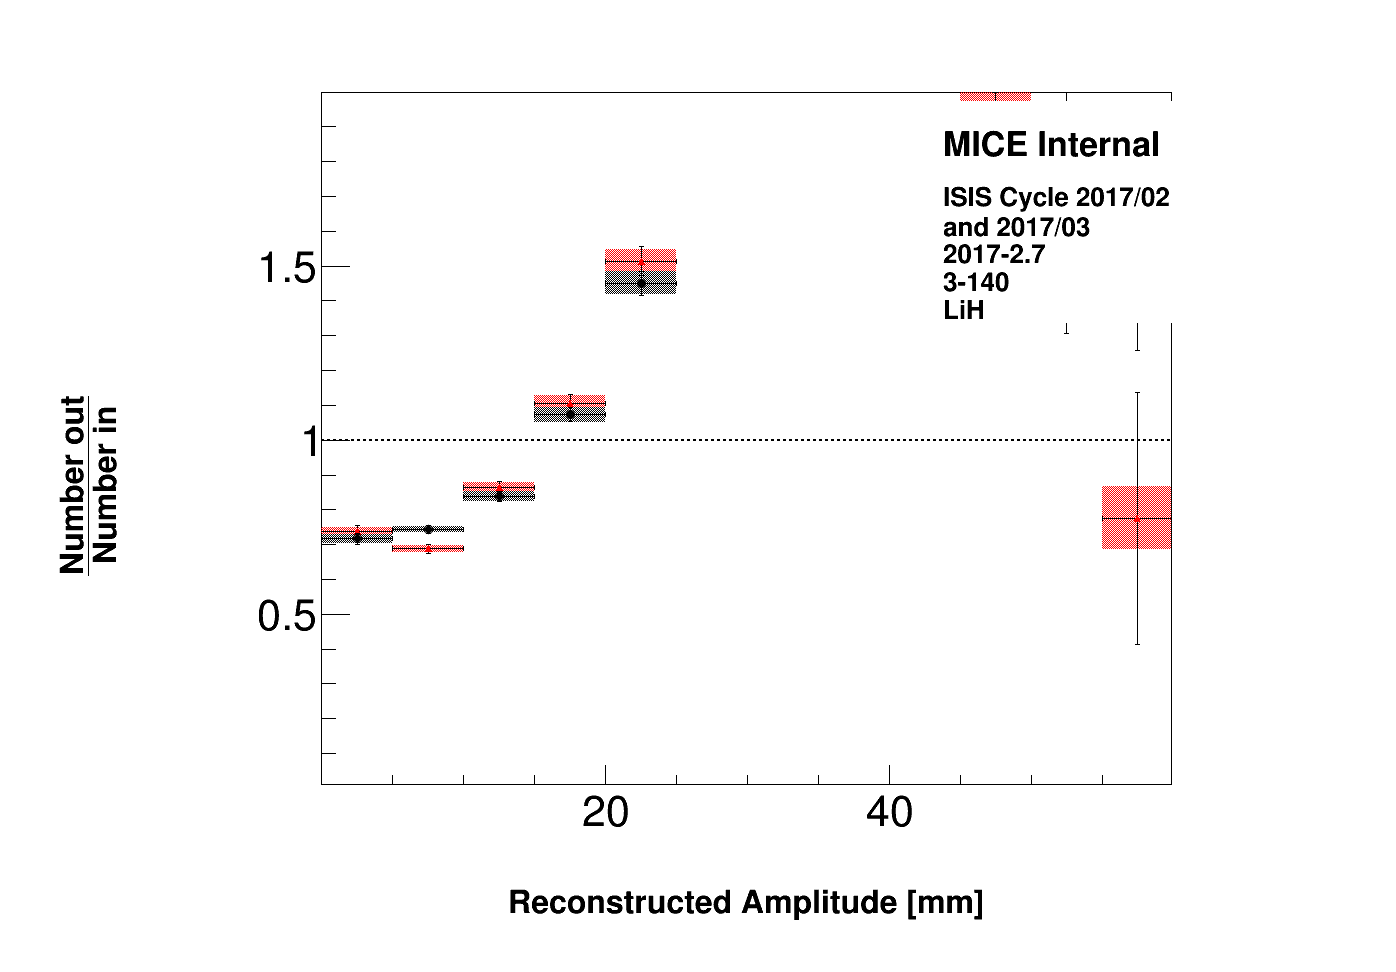 MICE Internal
ISIS Cycle 2017/02
and 2017/03
2017-2.7
3-140
LiH
1.5
1
0.5
Number out
Number in
20
40
Reconstructed Amplitude [mm]